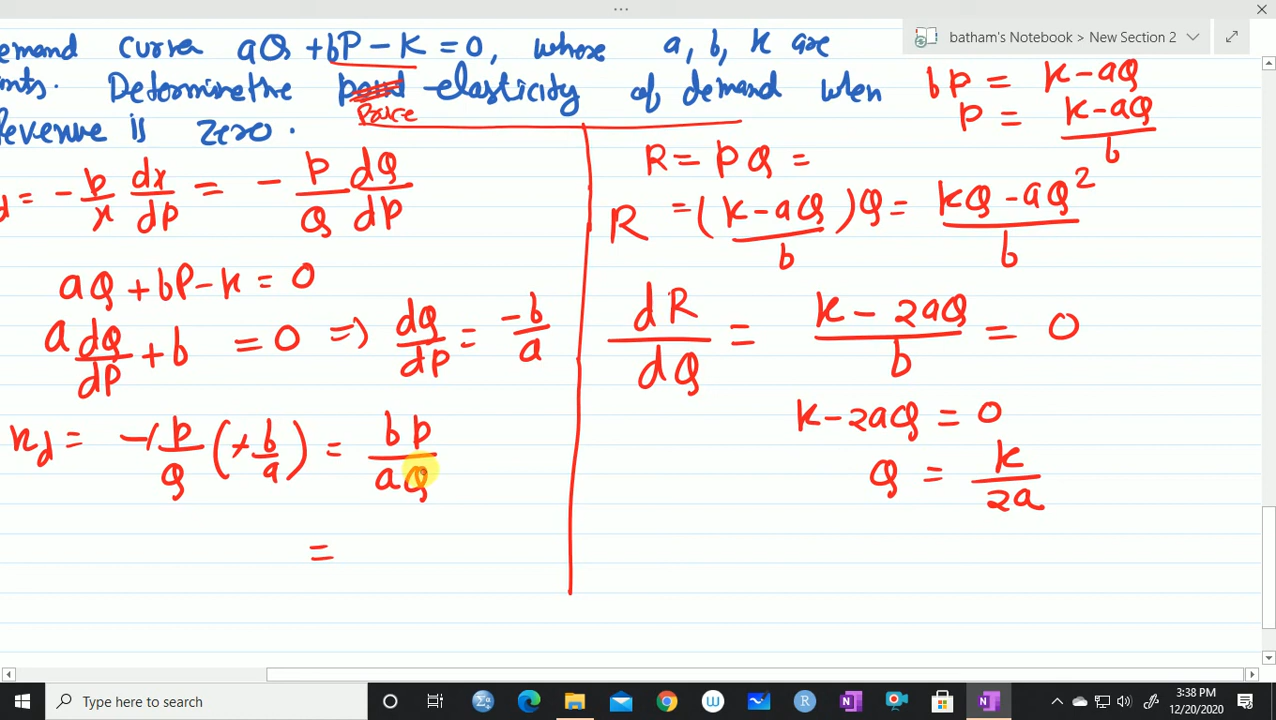 batham's Notebook > New Section 2
emand curve aQ + bP - K = 0, whose a, b, k are
nts. Determine the elasticity of demand when
Price
evenue is zero.
bP = k - aQ
P = k - aQ / b
d = - p/x dx/dp = - P/Q dQ/dP
aQ + bP - k = 0
a dQ/dP + b = 0 => dQ/dP = -b/a
nd = - P/Q (+ b/a) = bp/aQ
=
R = PQ =
R = (k - aQ / b) Q = kQ - aQ² / b
dR/dQ = k - 2aQ / b = 0
k - 2aQ = 0
Q = k/2a
Type here to search
3:38 PM
12/20/2020